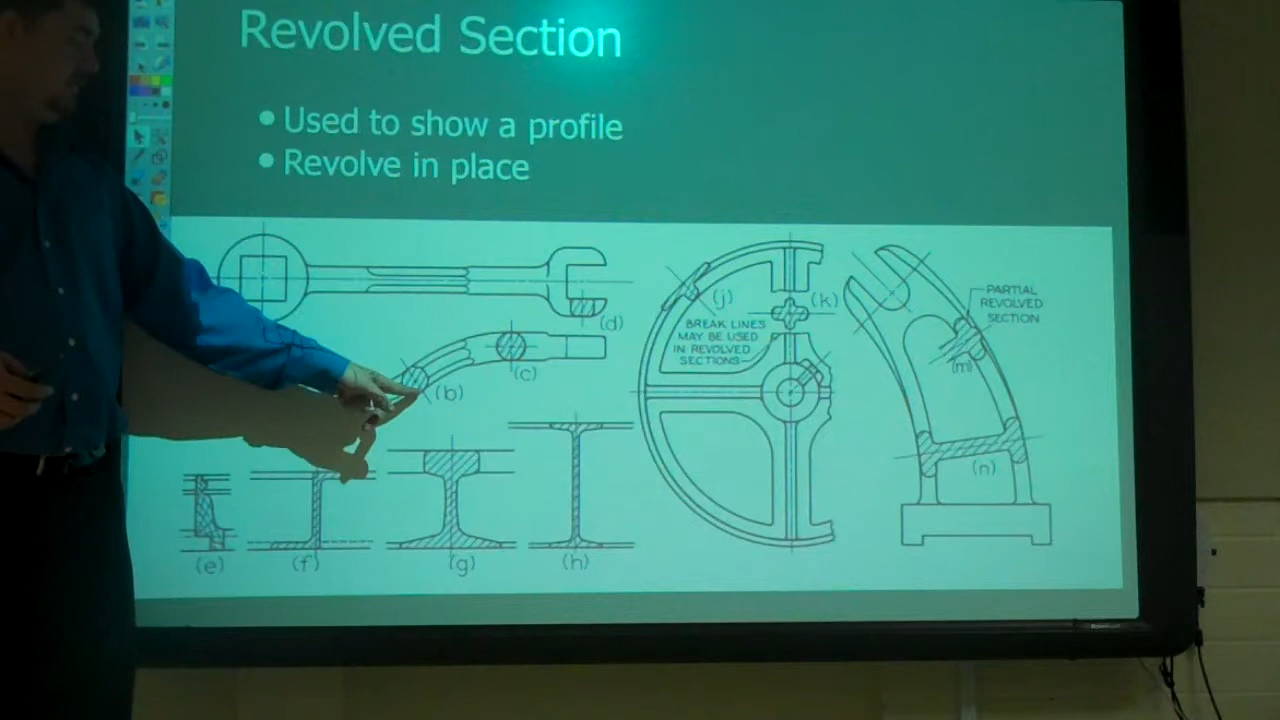 Revolved Section
• Used to show a profile
• Revolve in place
(d)
(b)
(c)
(e)
(f)
(g)
(h)
(j)
(k)
BREAK LINES
MAY BE USED
IN REVOLVED
SECTIONS
PARTIAL
REVOLVED
SECTION
(m)
(n)